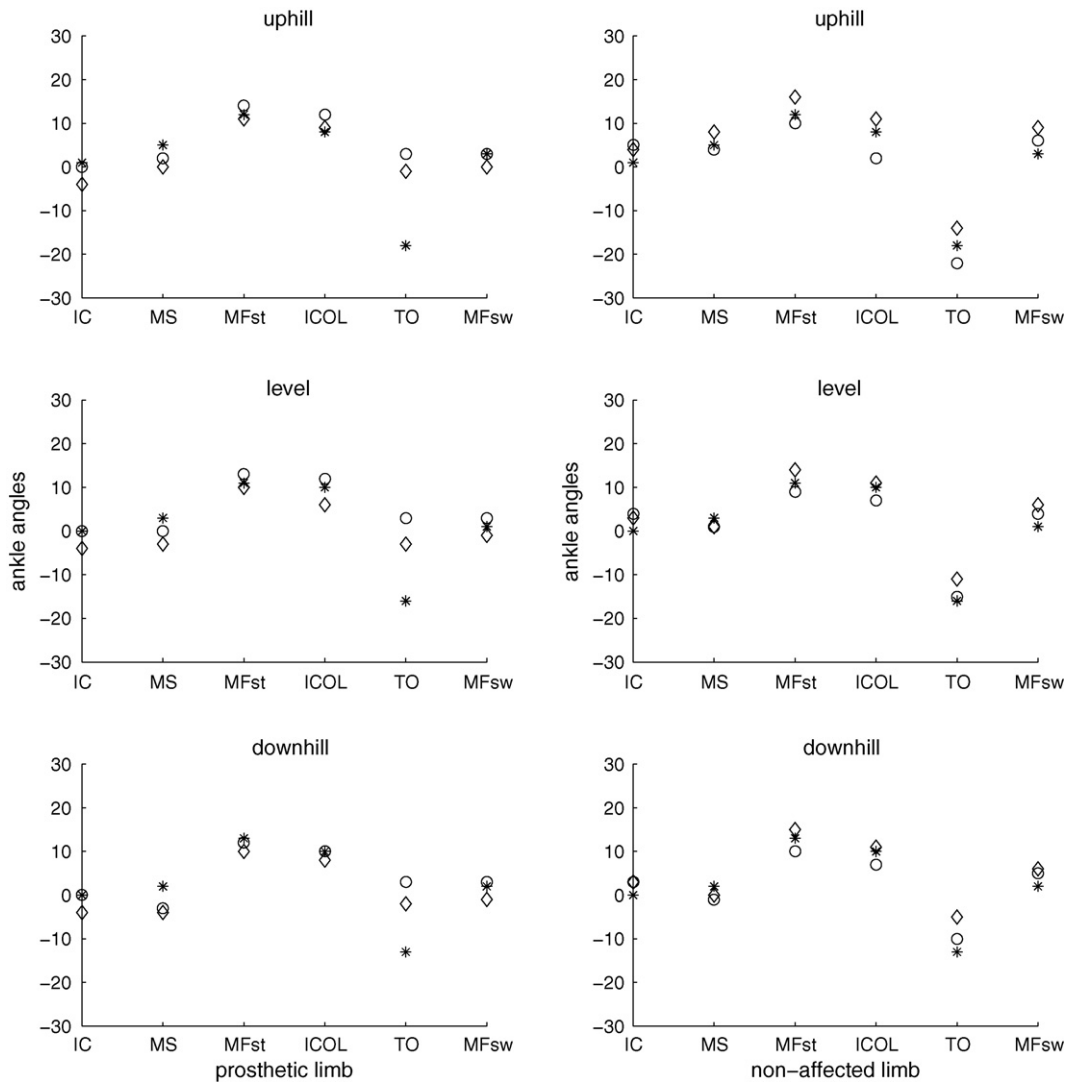 uphill
30
20
10
0
−10
−20
−30
IC MS MFst ICOL TO MFsw
uphill
30
20
10
0
−10
−20
−30
IC MS MFst ICOL TO MFsw
level
ankle angles
30
20
10
0
−10
−20
−30
IC MS MFst ICOL TO MFsw
level
ankle angles
30
20
10
0
−10
−20
−30
IC MS MFst ICOL TO MFsw
downhill
30
20
10
0
−10
−20
−30
IC MS MFst ICOL TO MFsw
prosthetic limb
downhill
30
20
10
0
−10
−20
−30
IC MS MFst ICOL TO MFsw
non−affected limb